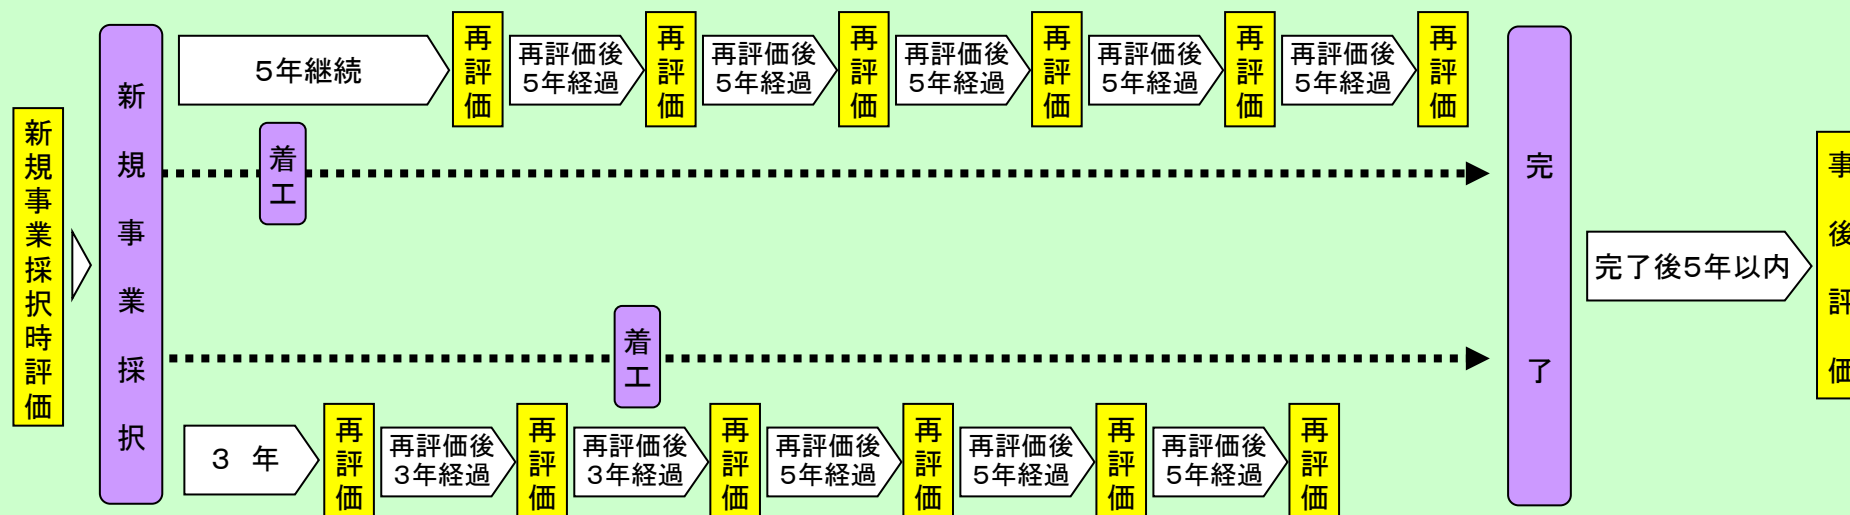 新規事業採択時評価
新規事業採択
5年継続
再評価
再評価後
5年経過
再評価
再評価後
5年経過
再評価
再評価後
5年経過
再評価
再評価後
5年経過
再評価
再評価後
5年経過
再評価
着工
着工
3 年
再評価
再評価後
3年経過
再評価
再評価後
3年経過
再評価
再評価後
5年経過
再評価
再評価後
5年経過
再評価
再評価後
5年経過
再評価
完了
完了後5年以内
事後評価